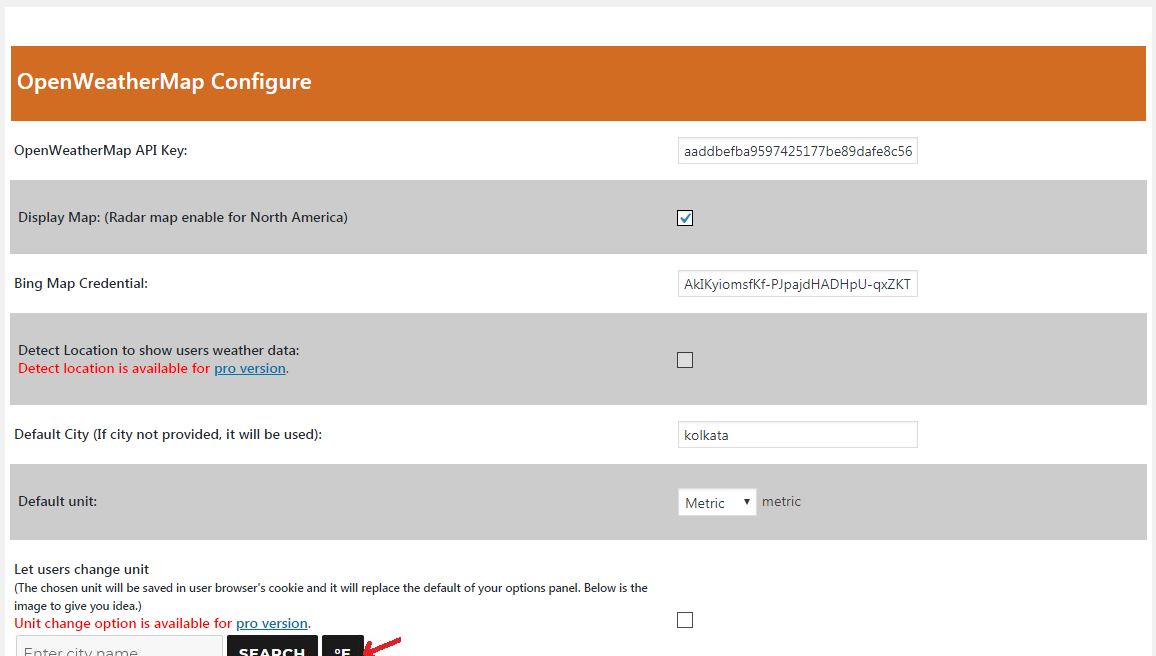 OpenWeatherMap Configure
OpenWeatherMap API Key:
aaddbefba9597425177be89dafe8c56
Display Map: (Radar map enable for North America)
Bing Map Credential:
AkIKyiomsfKf-PJpajdHADHpU-qxZKT
Detect Location to show users weather data:
Detect location is available for pro version.
Default City (If city not provided, it will be used):
kolkata
Default unit:
Metric metric
Let users change unit
(The chosen unit will be saved in user browser's cookie and it will replace the default of your options panel. Below is the
image to give you idea.)
Unit change option is available for pro version.
Enter city name SEARCH °F